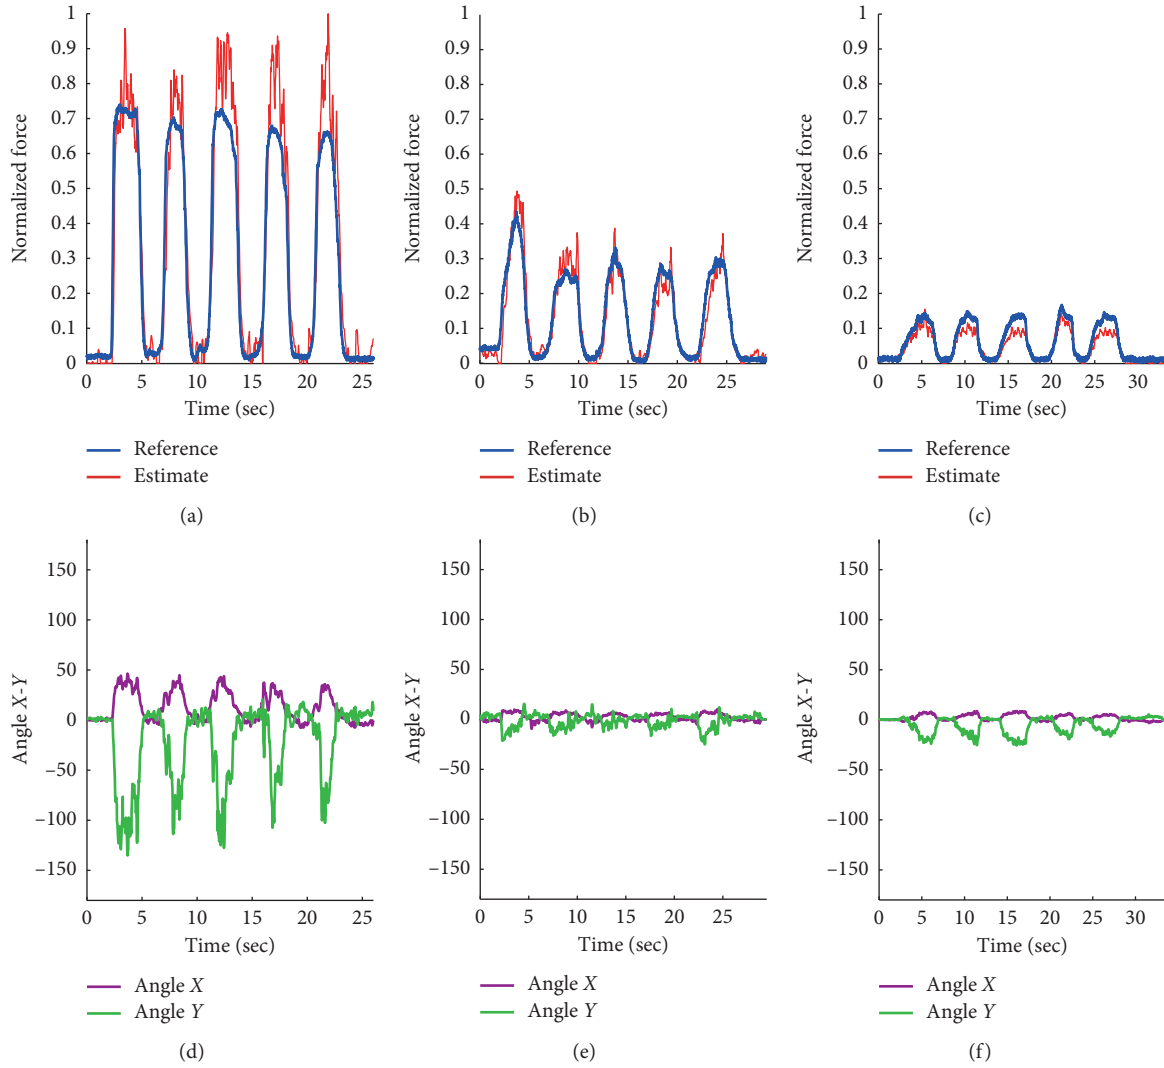 1
0.9
0.8
0.7
0.6
0.5
0.4
0.3
0.2
0.1
0
Normalized force
0 5 10 15 20 25
Time (sec)
Reference
Estimate
(a)
1
0.9
0.8
0.7
0.6
0.5
0.4
0.3
0.2
0.1
0
Normalized force
0 5 10 15 20 25
Time (sec)
Reference
Estimate
(b)
1
0.9
0.8
0.7
0.6
0.5
0.4
0.3
0.2
0.1
0
Normalized force
0 5 10 15 20 25 30
Time (sec)
Reference
Estimate
(c)
150
100
50
0
–50
–100
–150
Angle X-Y
0 5 10 15 20 25
Time (sec)
Angle X
Angle Y
(d)
150
100
50
0
–50
–100
–150
Angle X-Y
0 5 10 15 20 25
Time (sec)
Angle X
Angle Y
(e)
150
100
50
0
–50
–100
–150
Angle X-Y
0 5 10 15 20 25 30
Time (sec)
Angle X
Angle Y
(f)